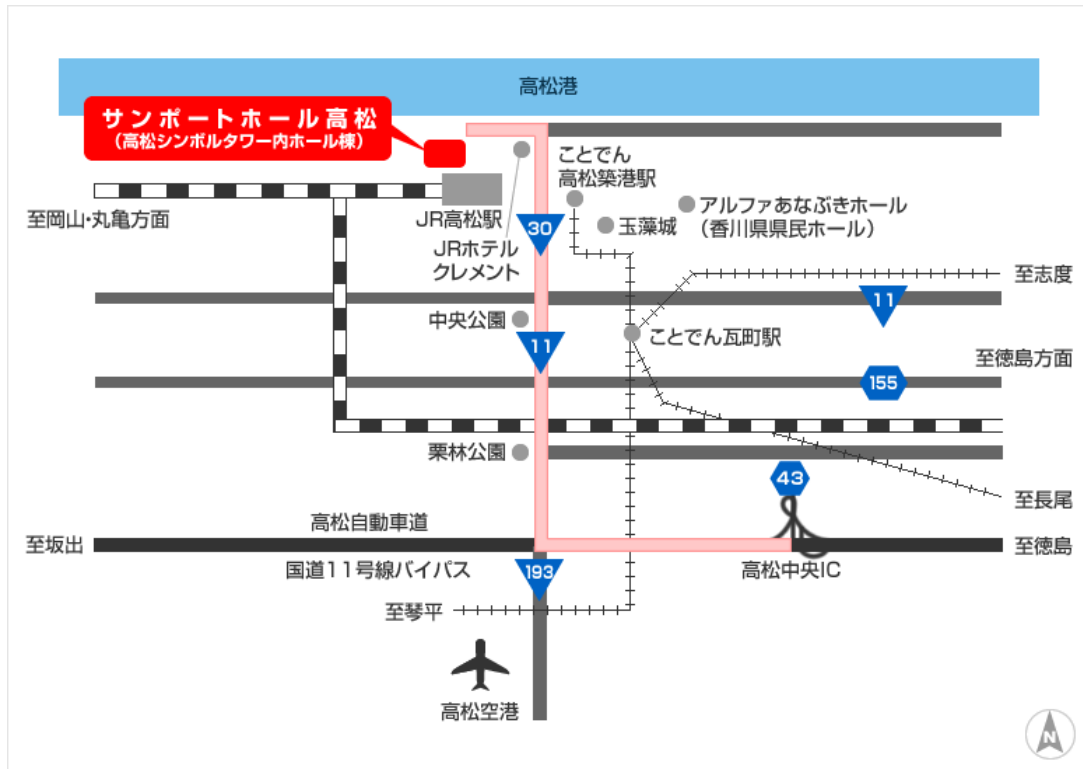 高松港
サンポートホール高松
（高松シンボルタワー内ホール棟）
ことでん
高松築港駅
至岡山・丸亀方面
JR高松駅
アルファあなぶきホール
（香川県県民ホール）
玉藻城
30
JRホテル
クレメント
至志度
11
中央公園
11
ことでん瓦町駅
至徳島方面
155
栗林公園
43
至長尾
高松自動車道
至坂出
至徳島
国道11号線バイパス
193
高松中央IC
至琴平
高松空港
N